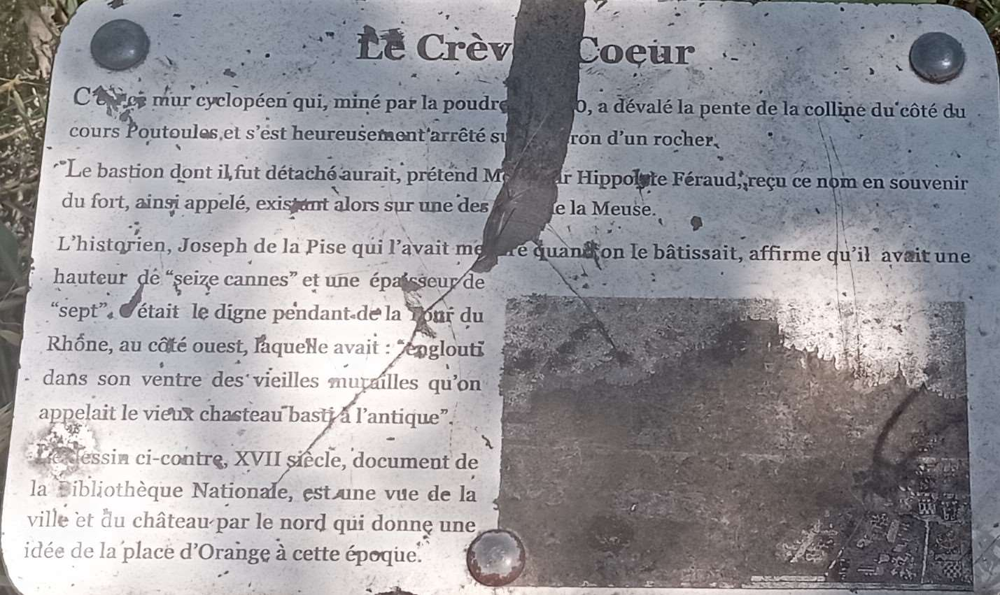 Le Crèv Coeur
C' mur cyclopéen qui, miné par la poudre 0, a dévalé la pente de la colline du côté du
cours Poutoules et s'est heureusement arrêté su ron d'un rocher.
Le bastion dont il fut détaché aurait, prétend M r Hippolyte Féraud, reçu ce nom en souvenir
du fort, ainsi appelé, existant alors sur une des de la Meuse.
L'historien, Joseph de la Pise qui l'avait me re quand on le bâtissait, affirme qu'il avait une
hauteur de "seize cannes" et une épaisseur de
"sept". était le digne pendant de la Tour du
Rhône, au côté ouest, laquelle avait : "englouti
dans son ventre des vieilles murailles qu'on
appelait le vieux chasteau basti à l'antique".
Le dessin ci-contre, XVII siècle, document de
la Bibliothèque Nationale, est une vue de la
ville et du château par le nord qui donne une
idée de la place d'Orange à cette époque.